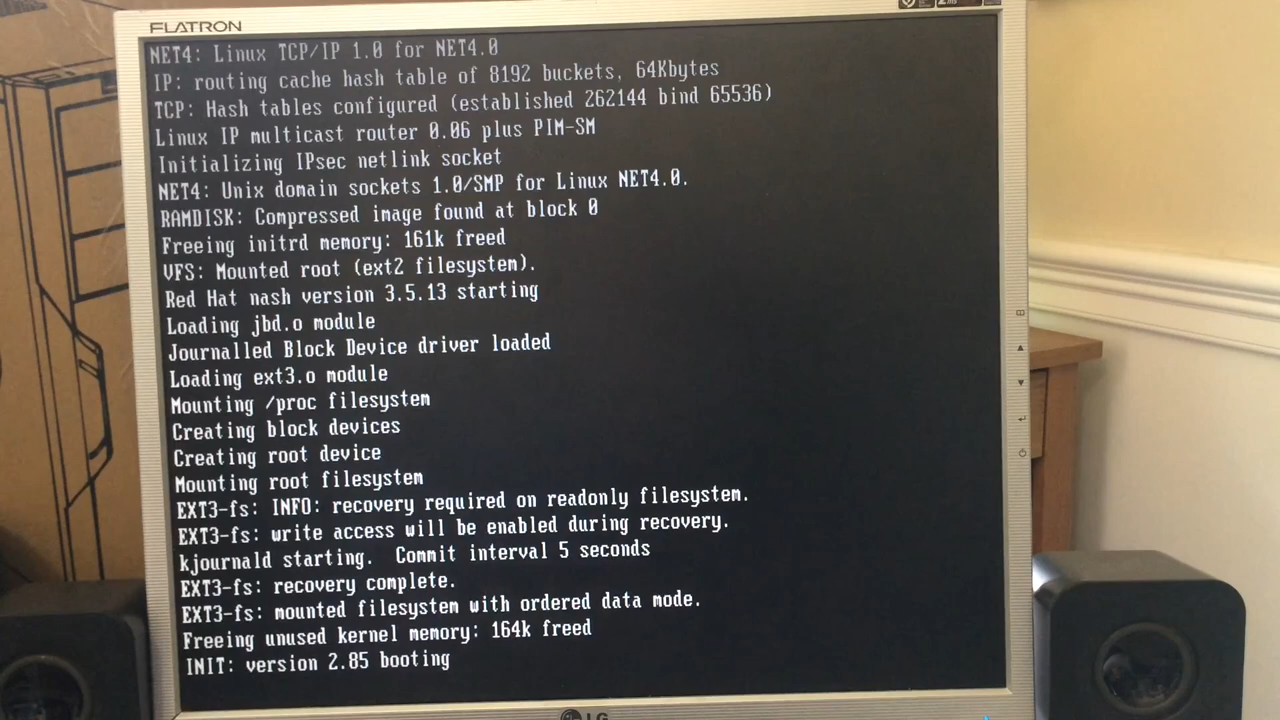 FLATRON
NET4: Linux TCP/IP 1.0 for NET4.0
IP: routing cache hash table of 8192 buckets, 64Kbytes
TCP: Hash tables configured (established 262144 bind 65536)
Linux IP multicast router 0.06 plus PIM-SM
Initializing IPsec netlink socket
NET4: Unix domain sockets 1.0/SMP for Linux NET4.0.
RAMDISK: Compressed image found at block 0
Freeing initrd memory: 161k freed
VFS: Mounted root (ext2 filesystem).
Red Hat nash version 3.5.13 starting
Loading jbd.o module
Journalled Block Device driver loaded
Loading ext3.o module
Mounting /proc filesystem
Creating block devices
Creating root device
Mounting root filesystem
EXT3-fs: INFO: recovery required on readonly filesystem.
EXT3-fs: write access will be enabled during recovery.
kjournald starting.  Commit interval 5 seconds
EXT3-fs: recovery complete.
EXT3-fs: mounted filesystem with ordered data mode.
Freeing unused kernel memory: 164k freed
INIT: version 2.85 booting
LG